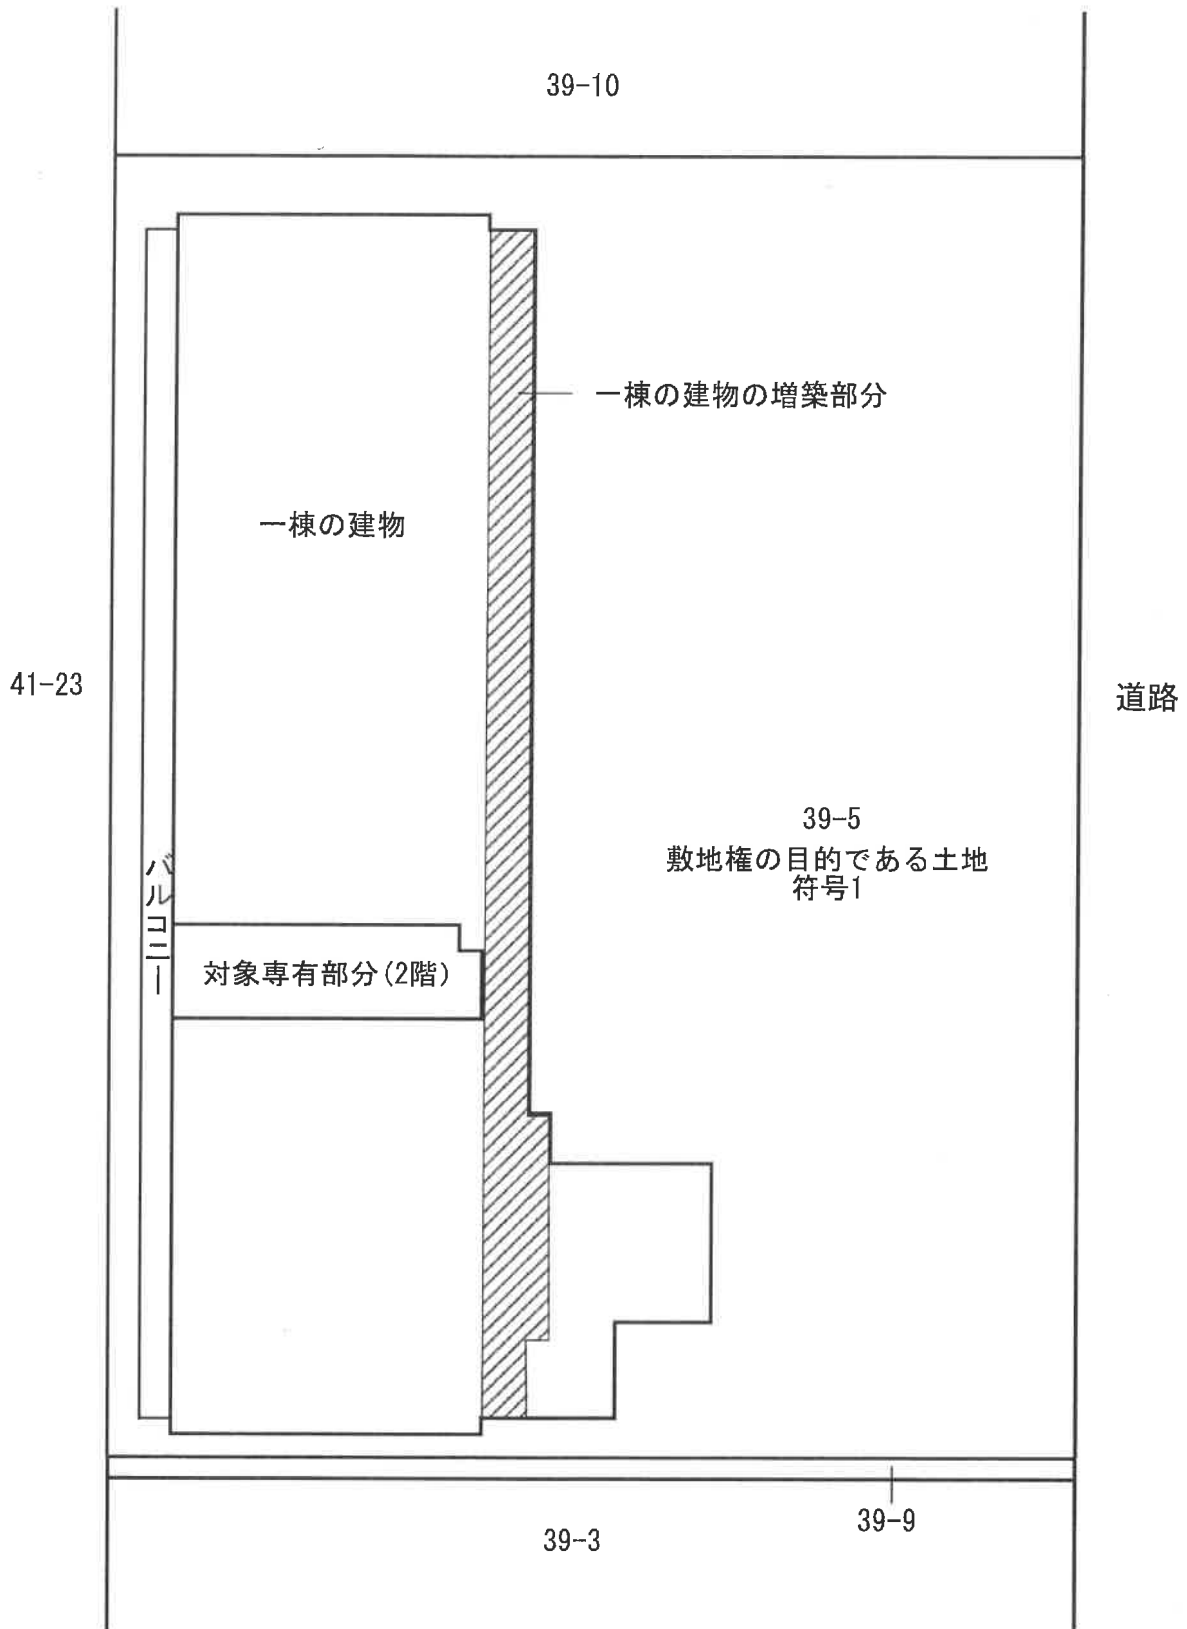 39-10
一棟の建物の増築部分
一棟の建物
41-23
道路
39-5
敷地権の目的である土地
符号1
バルコニー
対象専有部分(2階)
39-9
39-3